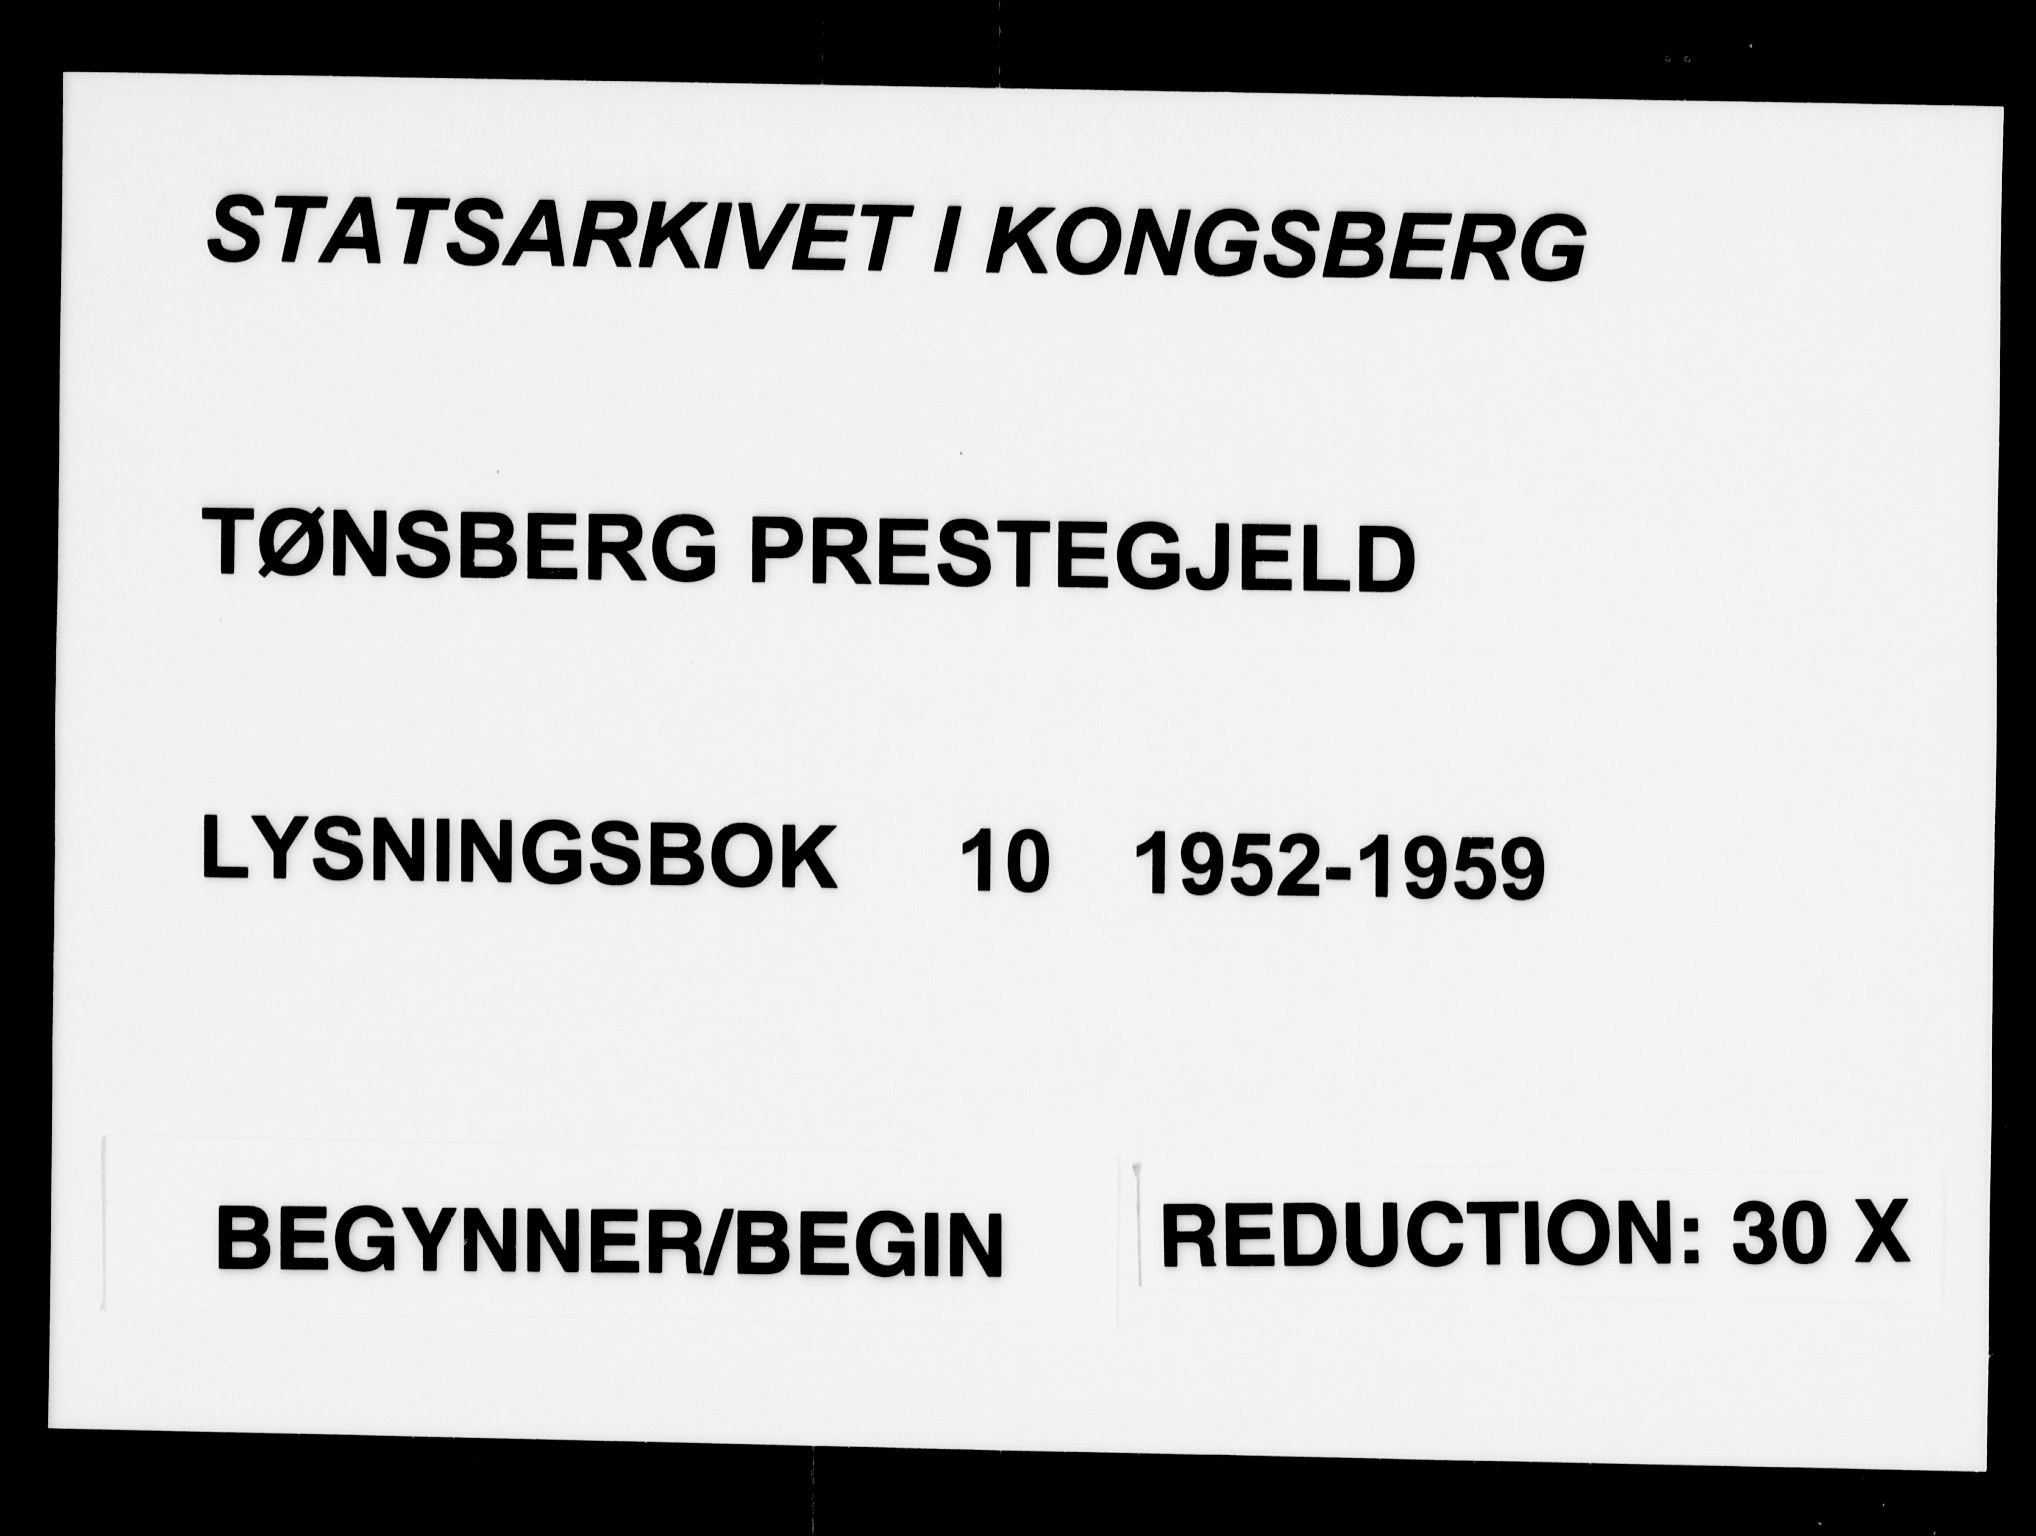 STATSARKIVET I KONGSBERG
TØNSBERG PRESTEGJELD
LYSNINGSBOK 10 1952-1959
BEGYNNER/BEGIN REDUCTION: 30 X